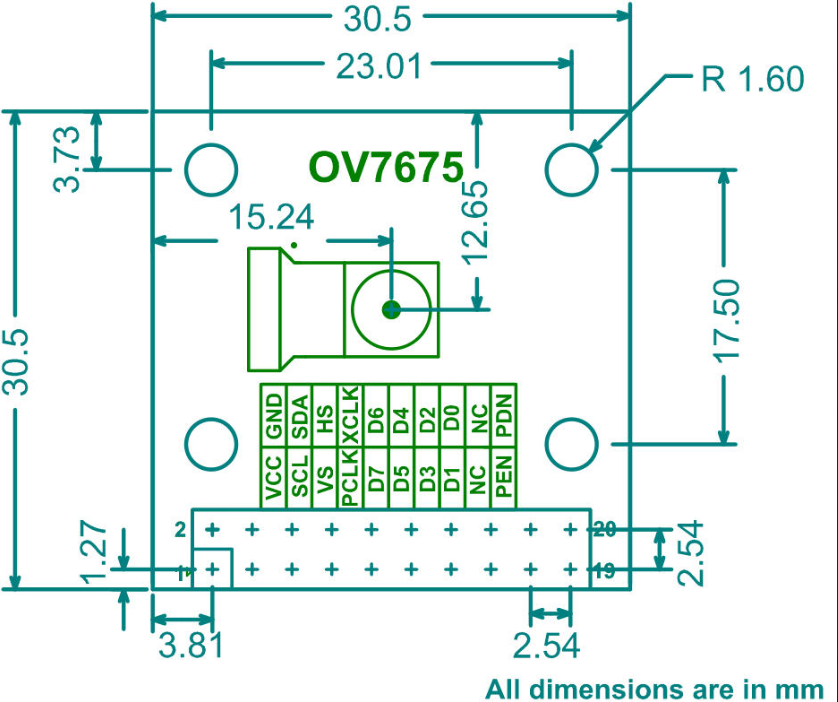 30.5
23.01
R 1.60
3.73
OV7675
15.24
12.65
30.5
17.50
GND SDA HS XCLK D6 D4 D2 D0 NC PDN
VCC SCL VS PCLK D7 D5 D3 D1 NC PEN
2 20
1.27
2.54
1 19
3.81
2.54
All dimensions are in mm